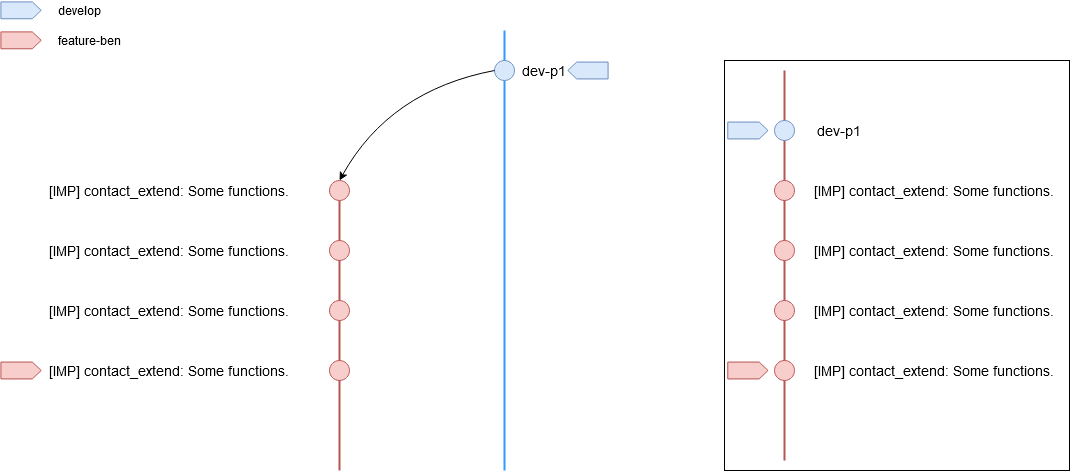 develop
feature-ben
dev-p1
[IMP] contact_extend: Some functions.
[IMP] contact_extend: Some functions.
[IMP] contact_extend: Some functions.
[IMP] contact_extend: Some functions.
dev-p1
[IMP] contact_extend: Some functions.
[IMP] contact_extend: Some functions.
[IMP] contact_extend: Some functions.
[IMP] contact_extend: Some functions.